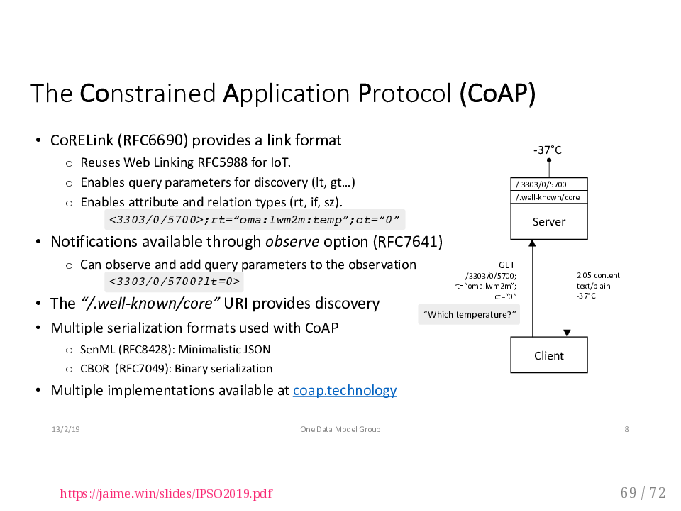 The Constrained Application Protocol (CoAP)
• CoRELink (RFC6690) provides a link format
o Reuses Web Linking RFC5988 for IoT.
o Enables query parameters for discovery (lt, gt…)
o Enables attribute and relation types (rt, if, sz).
<3303/0/5700>;rt="oma:lwm2m:temp";ct="0"
• Notifications available through observe option (RFC7641)
o Can observe and add query parameters to the observation
<3303/0/5700?lt=0>
• The "/.well-known/core" URI provides discovery
• Multiple serialization formats used with CoAP
o SenML (RFC8428): Minimalistic JSON
o CBOR (RFC7049): Binary serialization
• Multiple implementations available at coap.technology
-37°C
/3303/0/5700
/.well-known/core
Server
GET
/3303/0/5700;
2.05 content
text/plain
-37°C
"Which temperature?"
Client
13/2/19
One Data Model Group
8
https://jaime.win/slides/IPSO2019.pdf
69 / 72